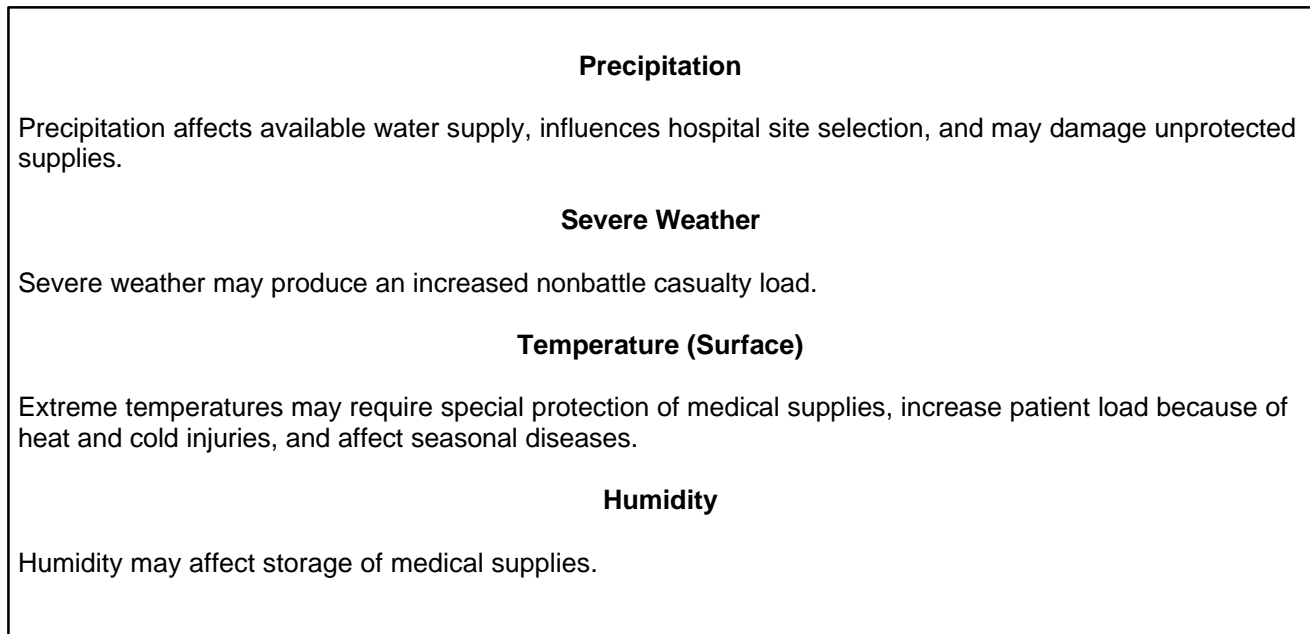 Precipitation
Precipitation affects available water supply, influences hospital site selection, and may damage unprotected
supplies.
Severe Weather
Severe weather may produce an increased nonbattle casualty load.
Temperature (Surface)
Extreme temperatures may require special protection of medical supplies, increase patient load because of
heat and cold injuries, and affect seasonal diseases.
Humidity
Humidity may affect storage of medical supplies.